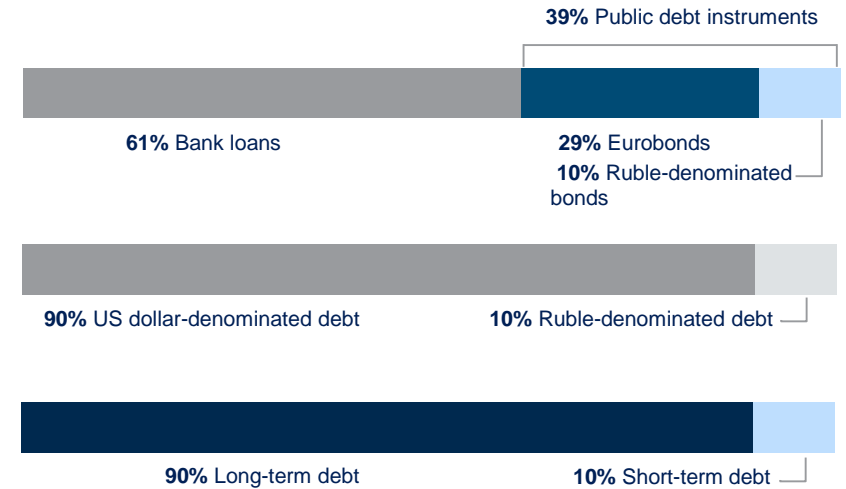 39% Public debt instruments
61% Bank loans
29% Eurobonds
10% Ruble-denominated
bonds
90% US dollar-denominated debt
10% Ruble-denominated debt
90% Long-term debt
10% Short-term debt